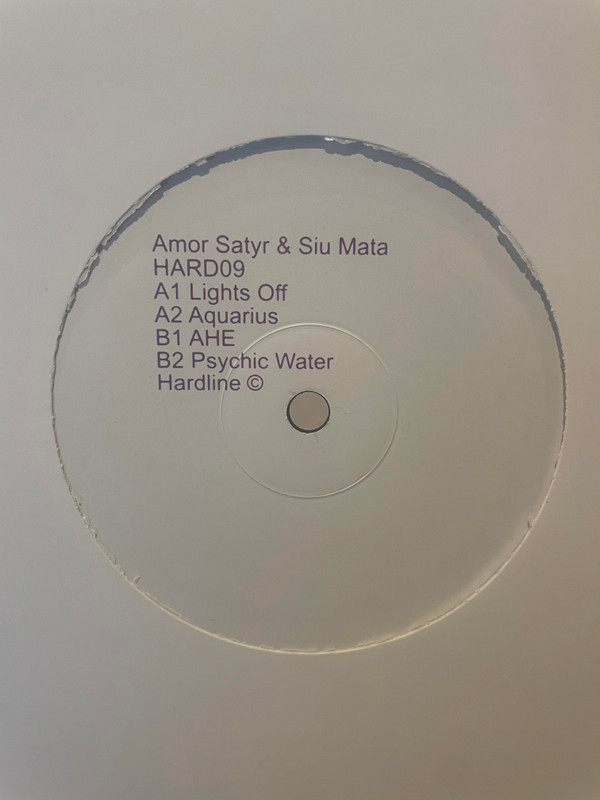 Amor Satyr & Siu Mata
HARD09
A1 Lights Off
A2 Aquarius
B1 AHE
B2 Psychic Water
Hardline ©